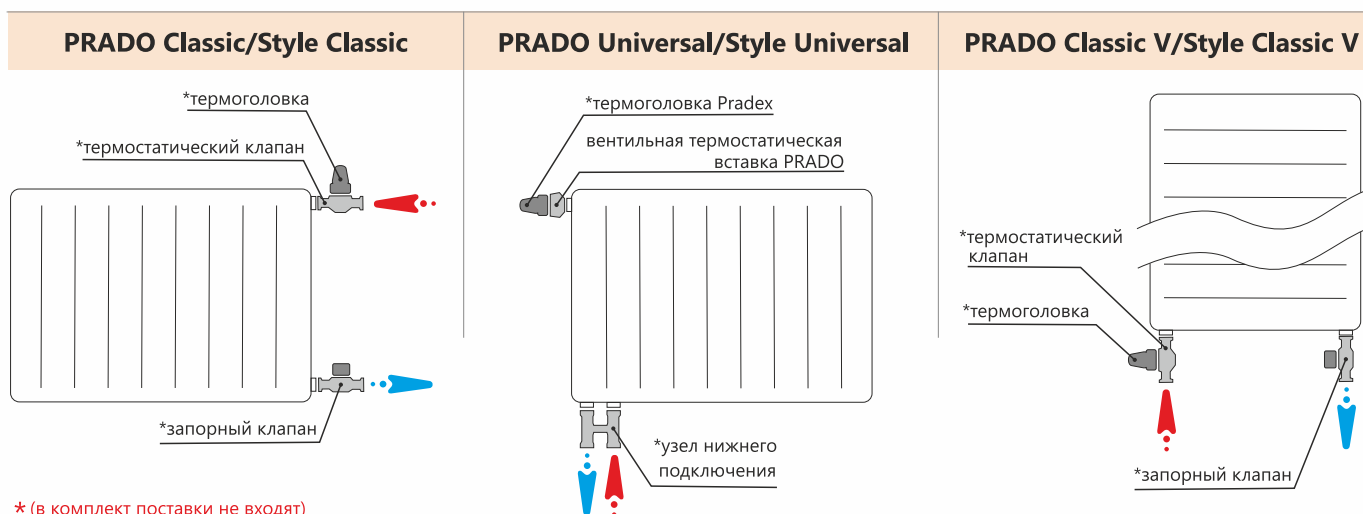 PRADO Classic/Style Classic
*термоголовка
*термостатический клапан
*запорный клапан
* (в комплект поставки не входят)
PRADO Universal/Style Universal
*термоголовка Pradex
вентильная термостатическая
вставка PRADO
*узел нижнего
подключения
PRADO Classic V/Style Classic V
*термостатический
клапан
*термоголовка
*запорный клапан